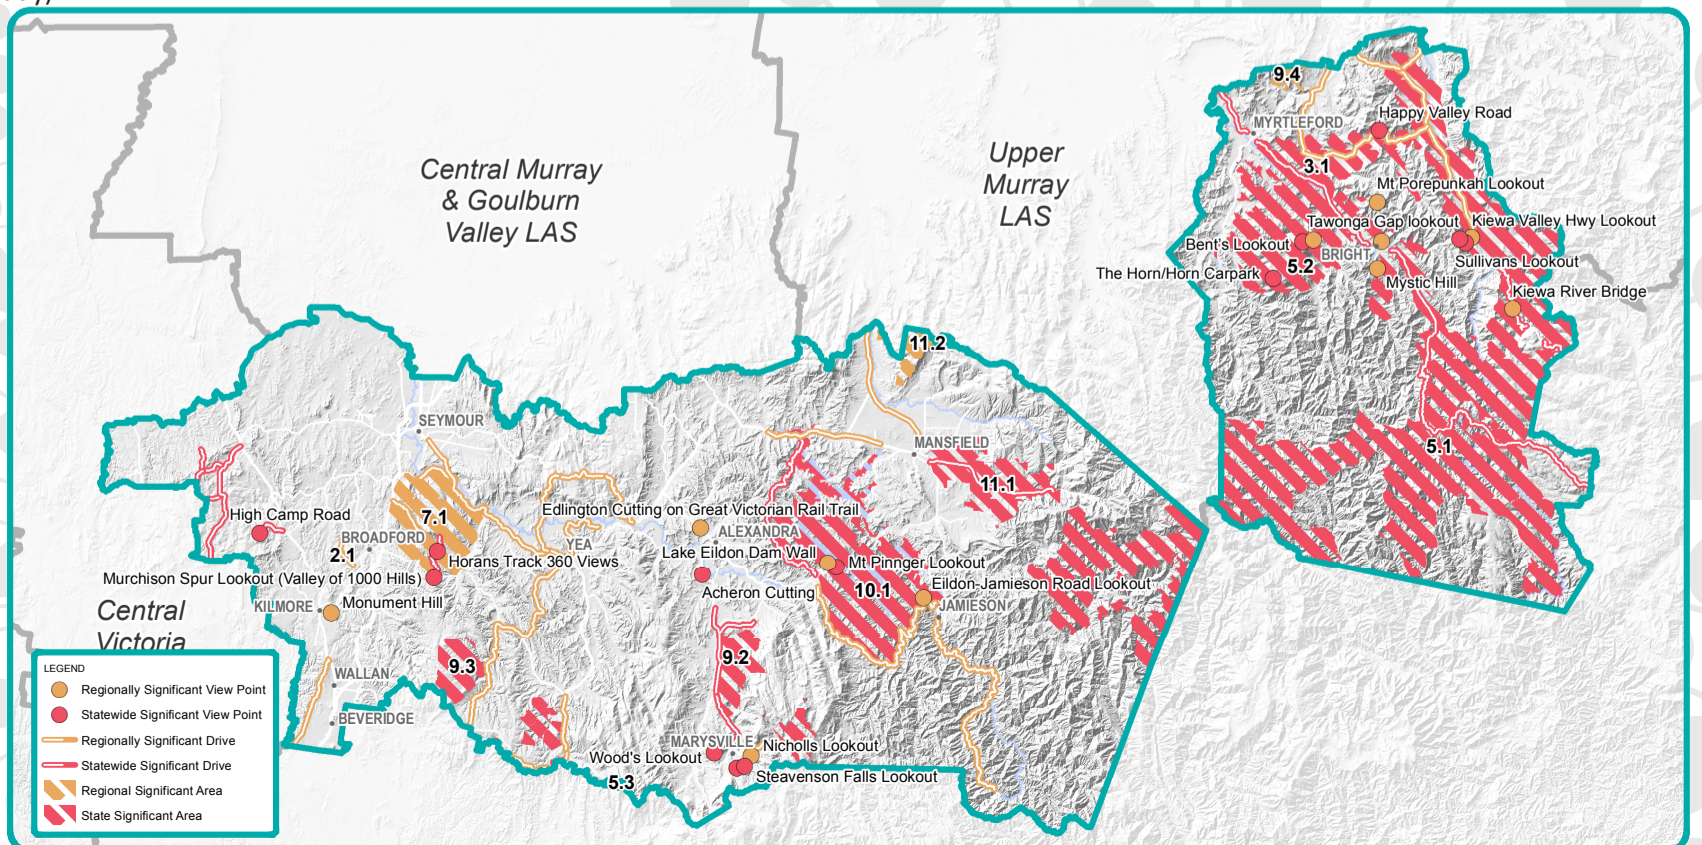 9.4
Happy Valley Road
MYRTLEFORD
Central Murray
& Goulburn
Valley LAS
Upper
Murray
LAS
3.1
Mt Porepunkah Lookout
Tawonga Gap lookout
Kiewa Valley Hwy Lookout
Bent's Lookout
BRIGHT
5.2
Sullivans Lookout
The Horn/Horn Carpark
Mystic Hill
Kiewa River Bridge
11.2
SEYMOUR
MANSFIELD
5.1
11.1
High Camp Road
7.1
Edlington Cutting on Great Victorian Rail Trail
BROADFORD
ALEXANDRA
2.1
YEA
Lake Eildon Dam Wall
Horans Track 360 Views
Mt Pinnger Lookout
Murchison Spur Lookout (Valley of 1000 Hills)
Eildon-Jamieson Road Lookout
10.1
Acheron Cutting
KILMORE
Monument Hill
JAMIESON
Central
Victoria
9.3
9.2
WALLAN
BEVERIDGE
MARYSVILLE
Nicholls Lookout
Wood's Lookout
Steavenson Falls Lookout
5.3
LEGEND
Regionally Significant View Point
Statewide Significant View Point
Regionally Significant Drive
Statewide Significant Drive
Regional Significant Area
State Significant Area